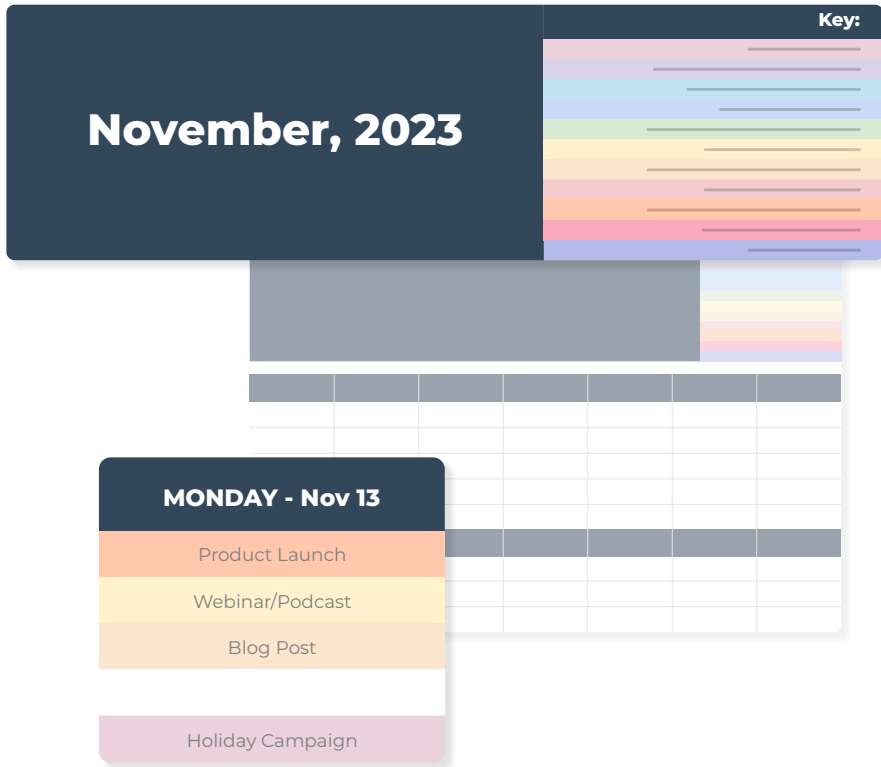 Key:
November, 2023
MONDAY - Nov 13
Product Launch
Webinar/Podcast
Blog Post
Holiday Campaign